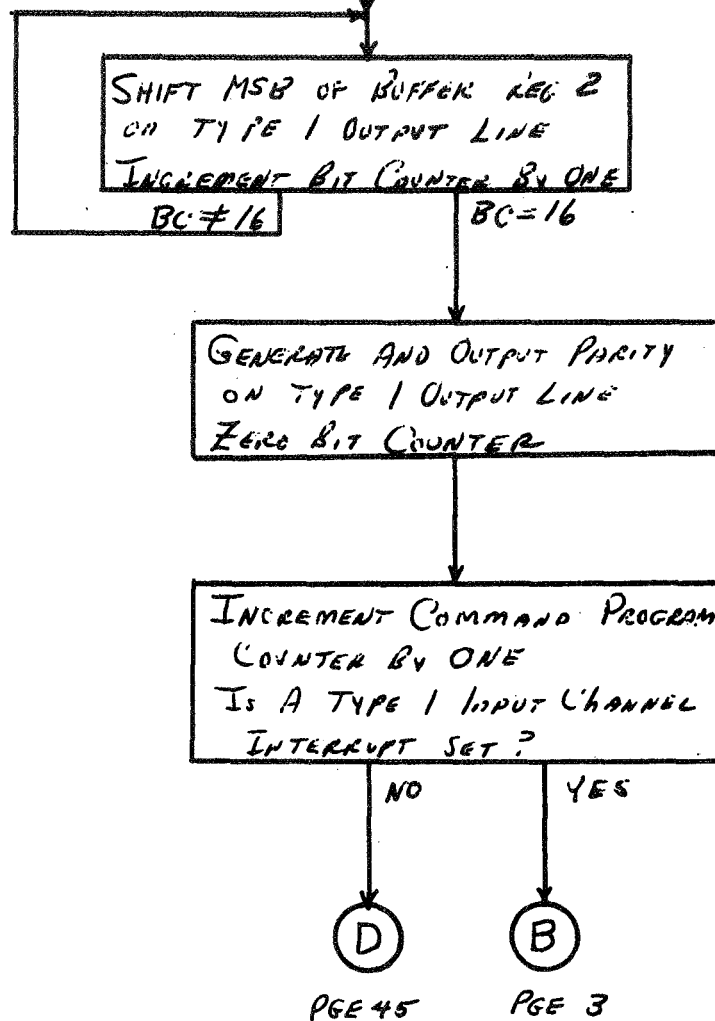 SHIFT MSB OF BUFFER REG 2
ON TYPE 1 OUTPUT LINE
INCREMENT BIT COUNTER BY ONE
BC≠16
BC=16
GENERATE AND OUTPUT PARITY
ON TYPE 1 OUTPUT LINE
ZERO BIT COUNTER
INCREMENT COMMAND PROGRAM
COUNTER BY ONE
IS A TYPE 1 INPUT CHANNEL
INTERRUPT SET?
NO
YES
D
B
PGE 45
PGE 3